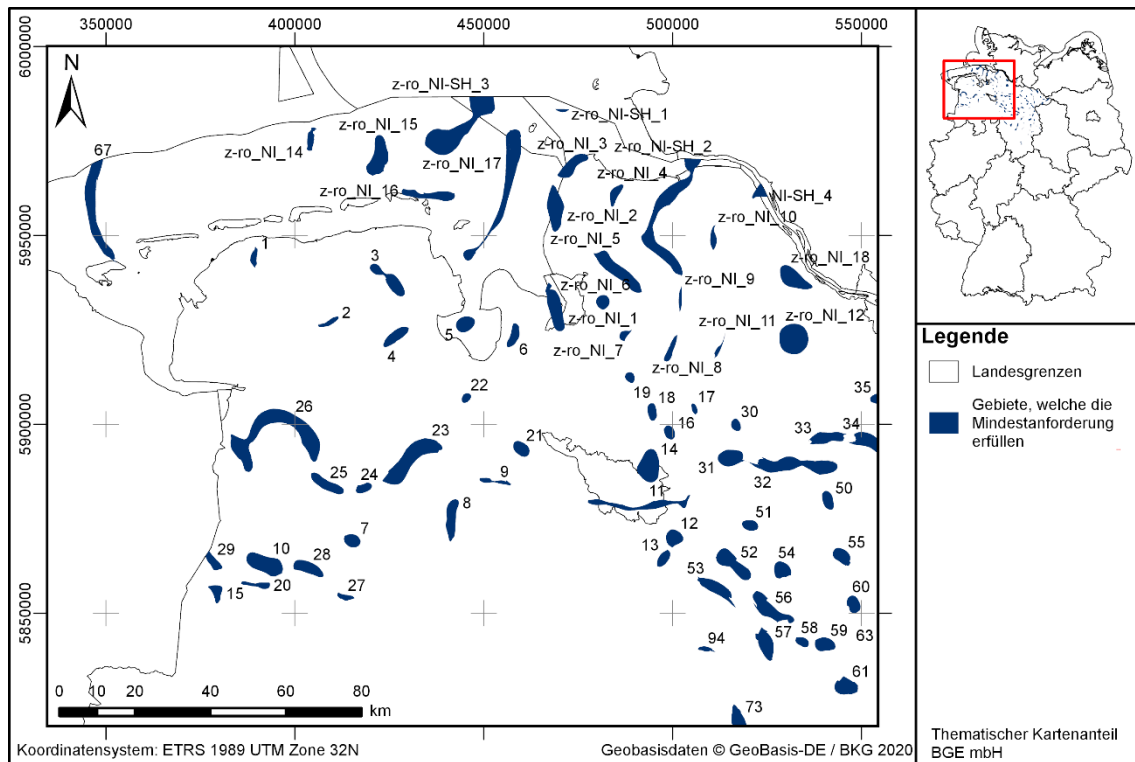 350000 400000 450000 500000 550000
6000000
5950000
5900000
5850000
N
z-ro_NI-SH_3
z-ro_NI-SH_1
z-ro_NI_15
z-ro_NI_14
z-ro_NI_3
z-ro_NI-SH_2
67
z-ro_NI_17
z-ro_NI_4
z-ro_NI_16
NI-SH_4
z-ro_NI_2
z-ro_NI_10
1
z-ro_NI_5
3
z-ro_NI_18
z-ro_NI_6
z-ro_NI_9
2
z-ro_NI_1
z-ro_NI_11
z-ro_NI_12
5
6
4
z-ro_NI_7
z-ro_NI_8
22
19
18
17
35
26
16
30
23
21
14
33
34
25
24
9
31
32
11
8
50
7
12
51
29
10
28
13
52
54
55
15
20
27
53
56
60
94
57
58
59
63
61
73
0 10 20 40 60 80
km
Koordinatensystem: ETRS 1989 UTM Zone 32N
Geobasisdaten © GeoBasis-DE / BKG 2020
Legende
Landesgrenzen
Gebiete, welche die
Mindestanforderung
erfüllen
Thematischer Kartenanteil
BGE mbH